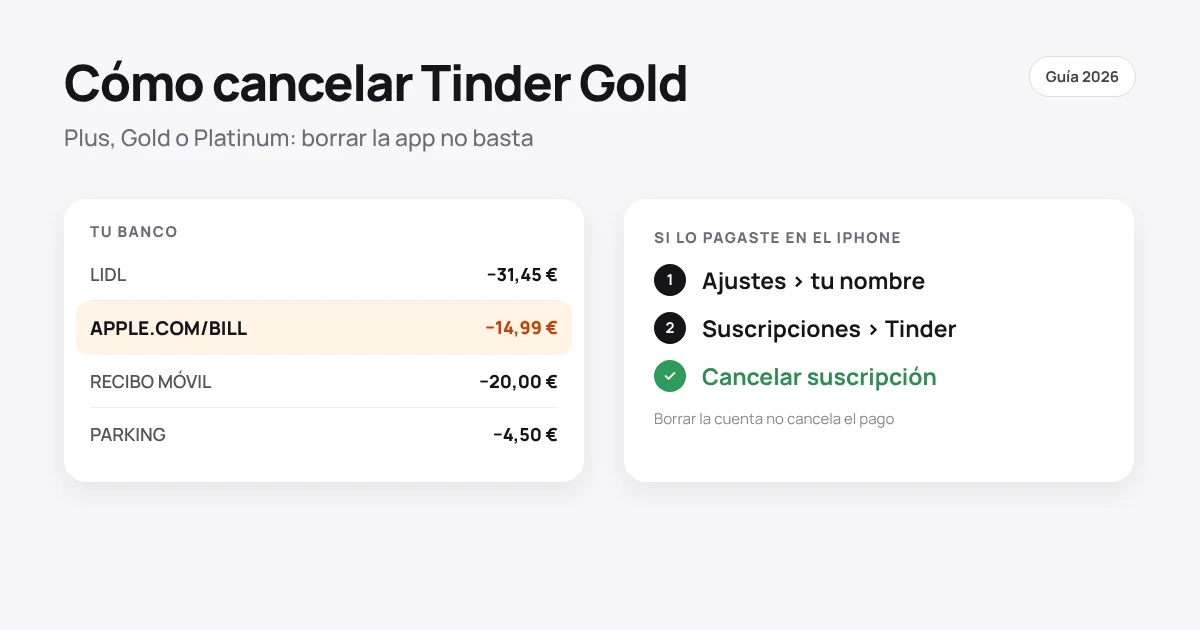 Cómo cancelar Tinder Gold
Guía 2026
Plus, Gold o Platinum: borrar la app no basta
TU BANCO
LIDL −31,45 €
APPLE.COM/BILL −14,99 €
RECIBO MÓVIL −20,00 €
PARKING −4,50 €
SI LO PAGASTE EN EL IPHONE
1 Ajustes › tu nombre
2 Suscripciones › Tinder
✓ Cancelar suscripción
Borrar la cuenta no cancela el pago